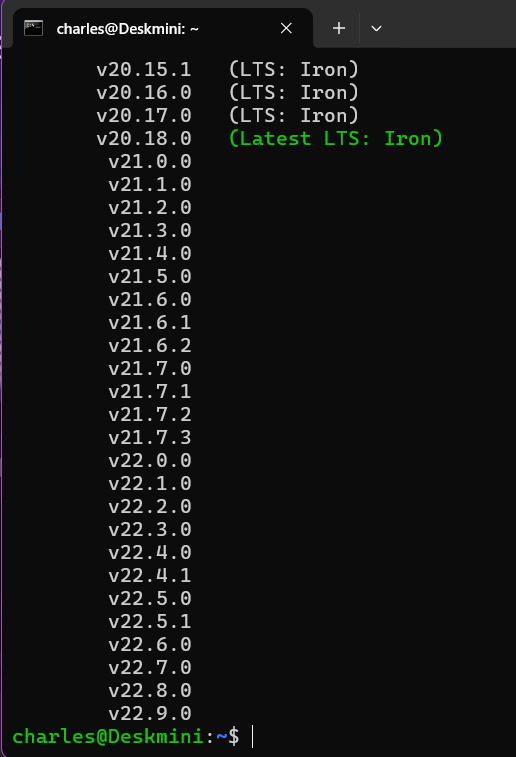 charles@Deskmini: ~
v20.15.1 (LTS: Iron)
v20.16.0 (LTS: Iron)
v20.17.0 (LTS: Iron)
v20.18.0 (Latest LTS: Iron)
v21.0.0
v21.1.0
v21.2.0
v21.3.0
v21.4.0
v21.5.0
v21.6.0
v21.6.1
v21.6.2
v21.7.0
v21.7.1
v21.7.2
v21.7.3
v22.0.0
v22.1.0
v22.2.0
v22.3.0
v22.4.0
v22.4.1
v22.5.0
v22.5.1
v22.6.0
v22.7.0
v22.8.0
v22.9.0
charles@Deskmini:~$